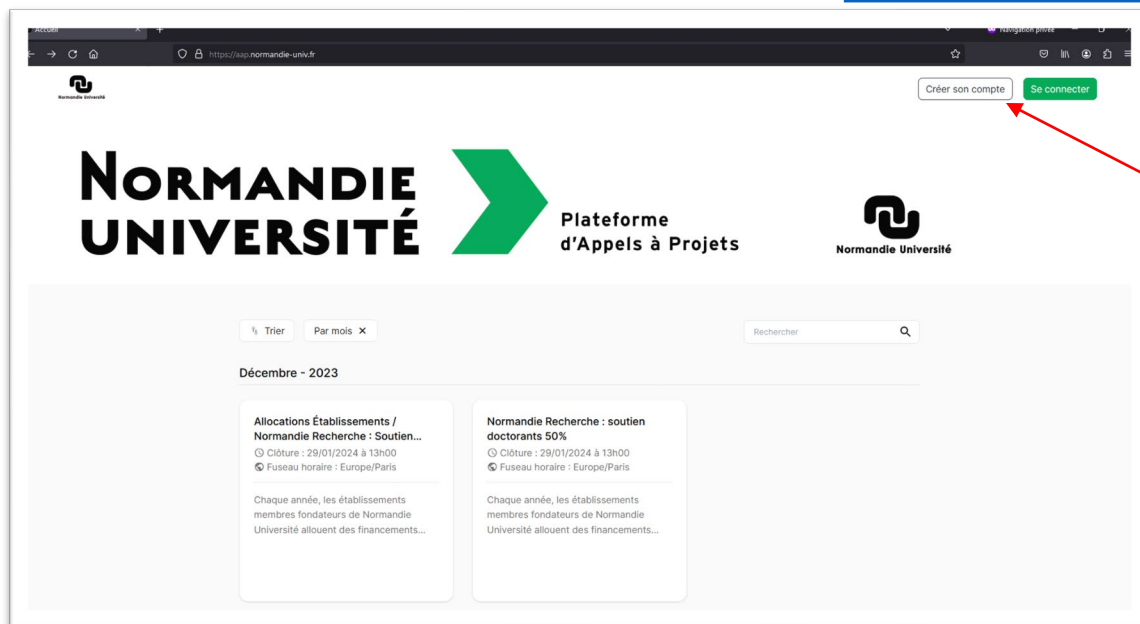 Accueil
Navigation privée
https://aap.normandie-univ.fr
Normandie Université
Créer son compte
Se connecter
NORMANDIE
UNIVERSITÉ
Plateforme
d'Appels à Projets
Normandie Université
Trier
Par mois
Rechercher
Décembre - 2023
Allocations Établissements /
Normandie Recherche : Soutien...
Clôture : 29/01/2024 à 13h00
Fuseau horaire : Europe/Paris
Chaque année, les établissements
membres fondateurs de Normandie
Université allouent des financements...
Normandie Recherche : soutien
doctorants 50%
Clôture : 29/01/2024 à 13h00
Fuseau horaire : Europe/Paris
Chaque année, les établissements
membres fondateurs de Normandie
Université allouent des financements...